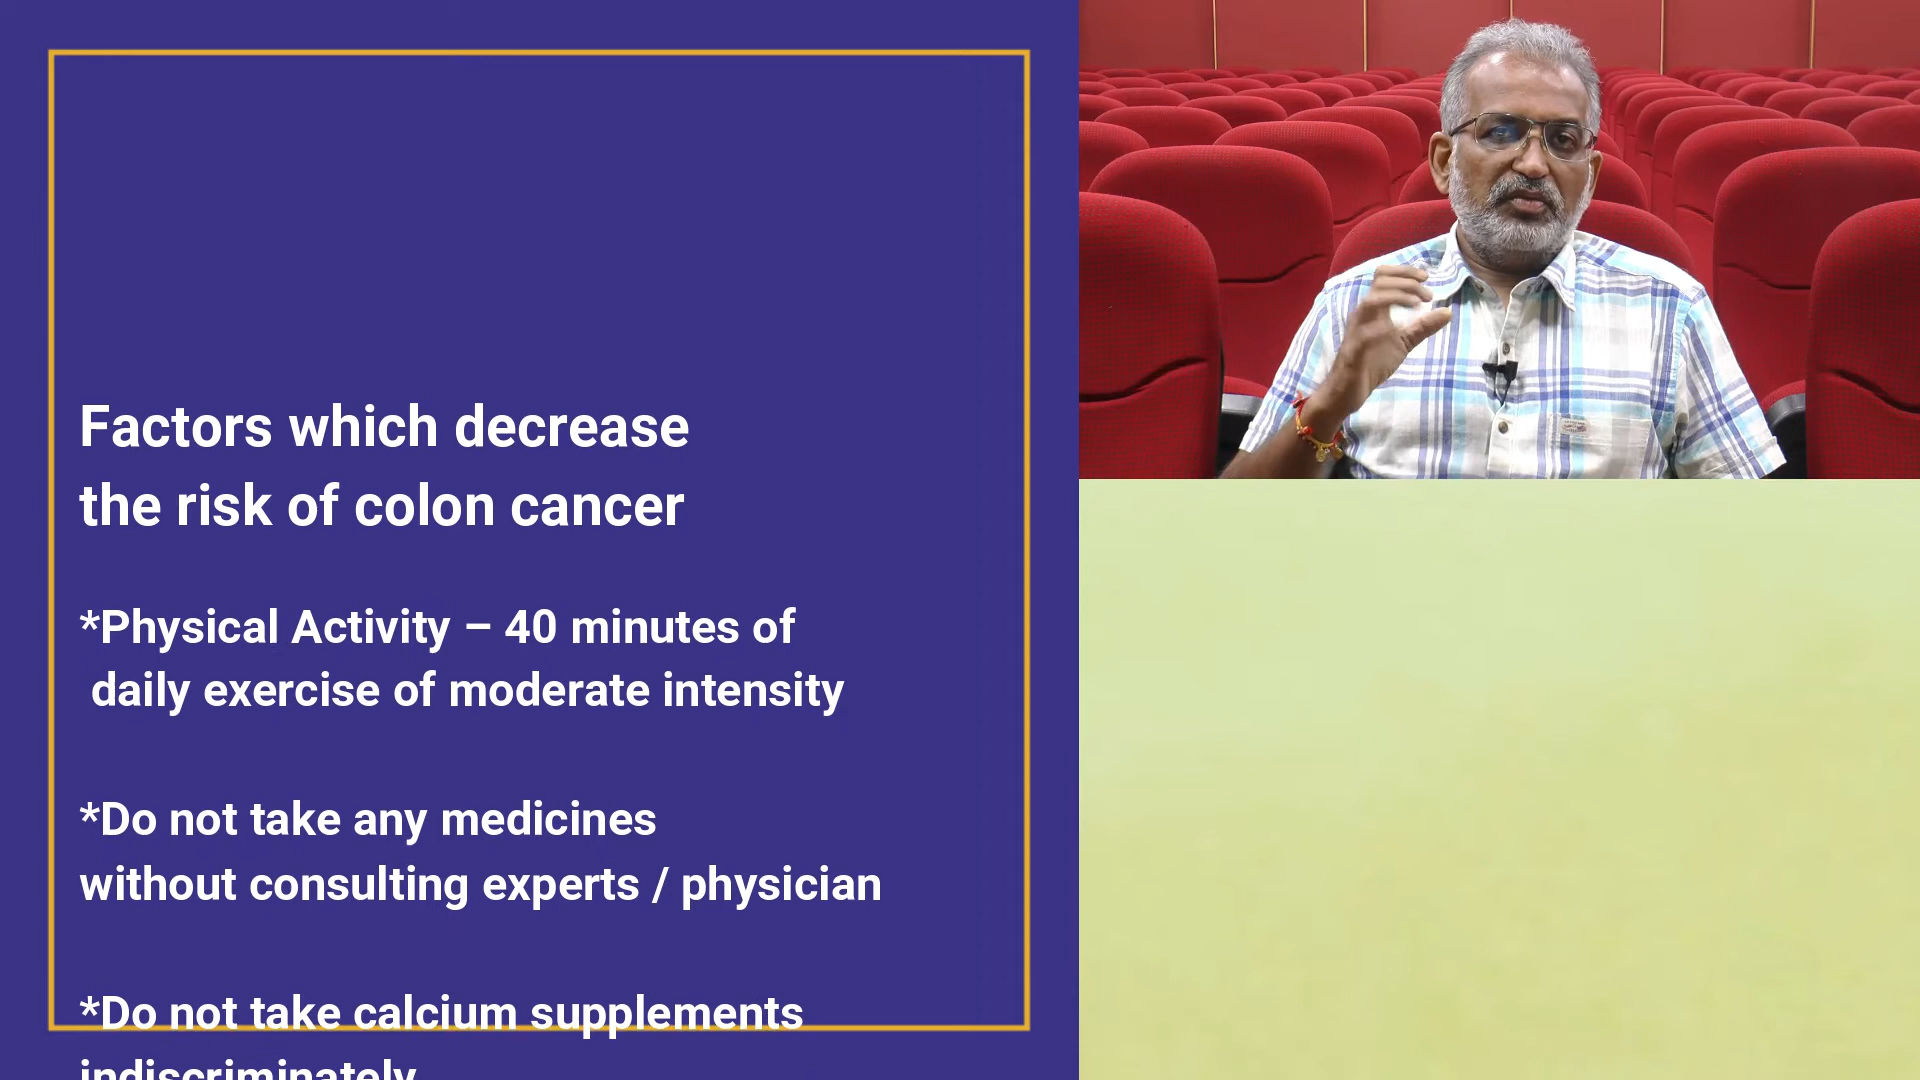 Factors which decrease
the risk of colon cancer
*Physical Activity – 40 minutes of
daily exercise of moderate intensity
*Do not take any medicines
without consulting experts / physician
*Do not take calcium supplements
indiscriminately